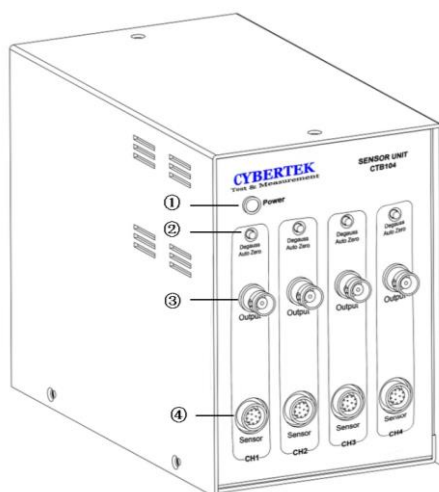 CYBERTEK
Test & Measurement
SENSOR UNIT
CTB104
① Power
②
Degauss
Auto Zero
Degauss
Auto Zero
Degauss
Auto Zero
Degauss
Auto Zero
③
Output
Output
Output
Output
④
Sensor
Sensor
Sensor
Sensor
CH1
CH2
CH3
CH4